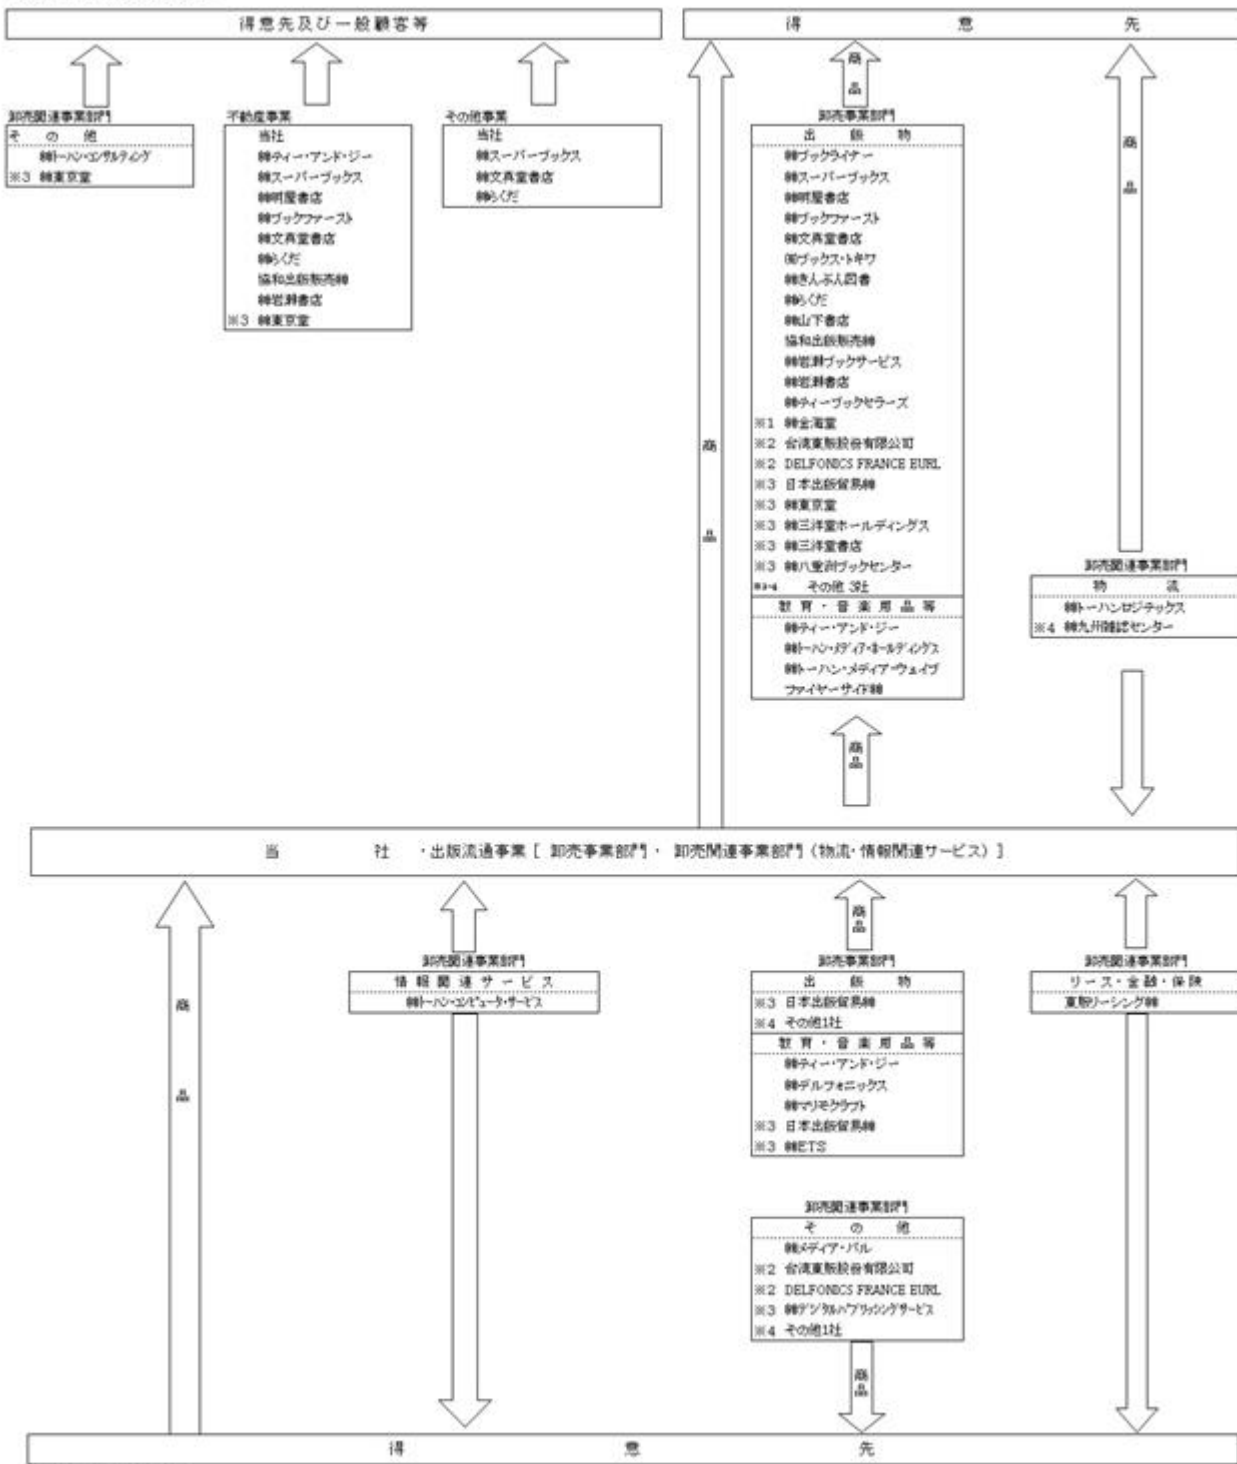 得意先及び一般顧客等
得意先
商品
卸売関連事業部門
その他
㈱トーハン・コンサルティング
※3 ㈱東京堂
不動産事業
当社
㈱ティー・アンド・ジー
㈱スーパーブックス
㈱明屋書店
㈱ブックファースト
㈱文真堂書店
㈱らくだ
協和出版販売㈱
㈱岩瀬書店
※3 ㈱東京堂
その他事業
当社
㈱スーパーブックス
㈱文真堂書店
㈱らくだ
卸売事業部門
出版物
㈱ブックライナー
㈱スーパーブックス
㈱明屋書店
㈱ブックファースト
㈱文真堂書店
㈲ブックス・トキワ
㈱きんぶん図書
㈱らくだ
㈱山下書店
協和出版販売㈱
㈱岩瀬ブックサービス
㈱岩瀬書店
㈱ティーブックセラーズ
※1 ㈱金海堂
※2 台湾東販股份有限公司
※2 DELFONICS FRANCE EURL
※3 日本出版貿易㈱
※3 ㈱東京堂
※3 ㈱三洋堂ホールディングス
※3 ㈱三洋堂書店
※3 ㈱八重洲ブックセンター
※3・4 その他 3社
教育・音楽用品等
㈱ティー・アンド・ジー
㈱トーハン・メディア・ホールディングス
㈱トーハン・メディア・ウェイブ
ファイヤーサイド㈱
商品
商品
商品
卸売関連事業部門
物流
㈱トーハンロジテックス
※4 ㈱九州雑誌センター
当社 ・出版流通事業 [ 卸売事業部門・ 卸売関連事業部門 (物流・情報関連サービス) ]
商品
卸売関連事業部門
情報関連サービス
㈱トーハン・コンピュータ・サービス
商品
卸売事業部門
出版物
※3 日本出版貿易㈱
※4 その他1社
教育・音楽用品等
㈱ティー・アンド・ジー
㈱デルフォニックス
㈱マリモクラフト
※3 日本出版貿易㈱
※3 ㈱ETS
卸売関連事業部門
リース・金融・保険
東販リーシング㈱
卸売関連事業部門
その他
㈱メディア・パル
※2 台湾東販股份有限公司
※2 DELFONICS FRANCE EURL
※3 ㈱デジタルパブリッシングサービス
※4 その他1社
商品
得意先